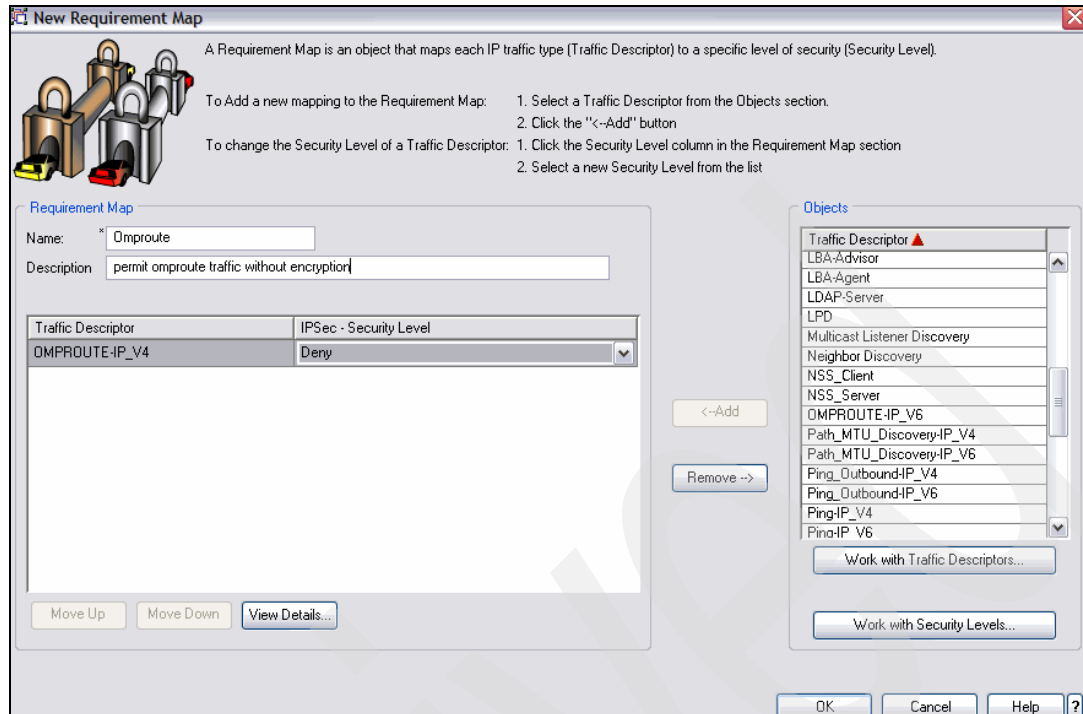 New Requirement Map
A Requirement Map is an object that maps each IP traffic type (Traffic Descriptor) to a specific level of security (Security Level).
To Add a new mapping to the Requirement Map: 1. Select a Traffic Descriptor from the Objects section.
2. Click the "<--Add" button
To change the Security Level of a Traffic Descriptor: 1. Click the Security Level column in the Requirement Map section
2. Select a new Security Level from the list
Requirement Map
Name: * Omproute
Description permit omproute traffic without encryption
Traffic Descriptor IPSec - Security Level
OMPROUTE-IP_V4 Deny
Move Up Move Down View Details...
<--Add
Remove -->
Objects
Traffic Descriptor
LBA-Advisor
LBA-Agent
LDAP-Server
LPD
Multicast Listener Discovery
Neighbor Discovery
NSS_Client
NSS_Server
OMPROUTE-IP_V6
Path_MTU_Discovery-IP_V4
Path_MTU_Discovery-IP_V6
Ping_Outbound-IP_V4
Ping_Outbound-IP_V6
Ping-IP_V4
Ping-IP_V6
Work with Traffic Descriptors...
Work with Security Levels...
OK Cancel Help ?